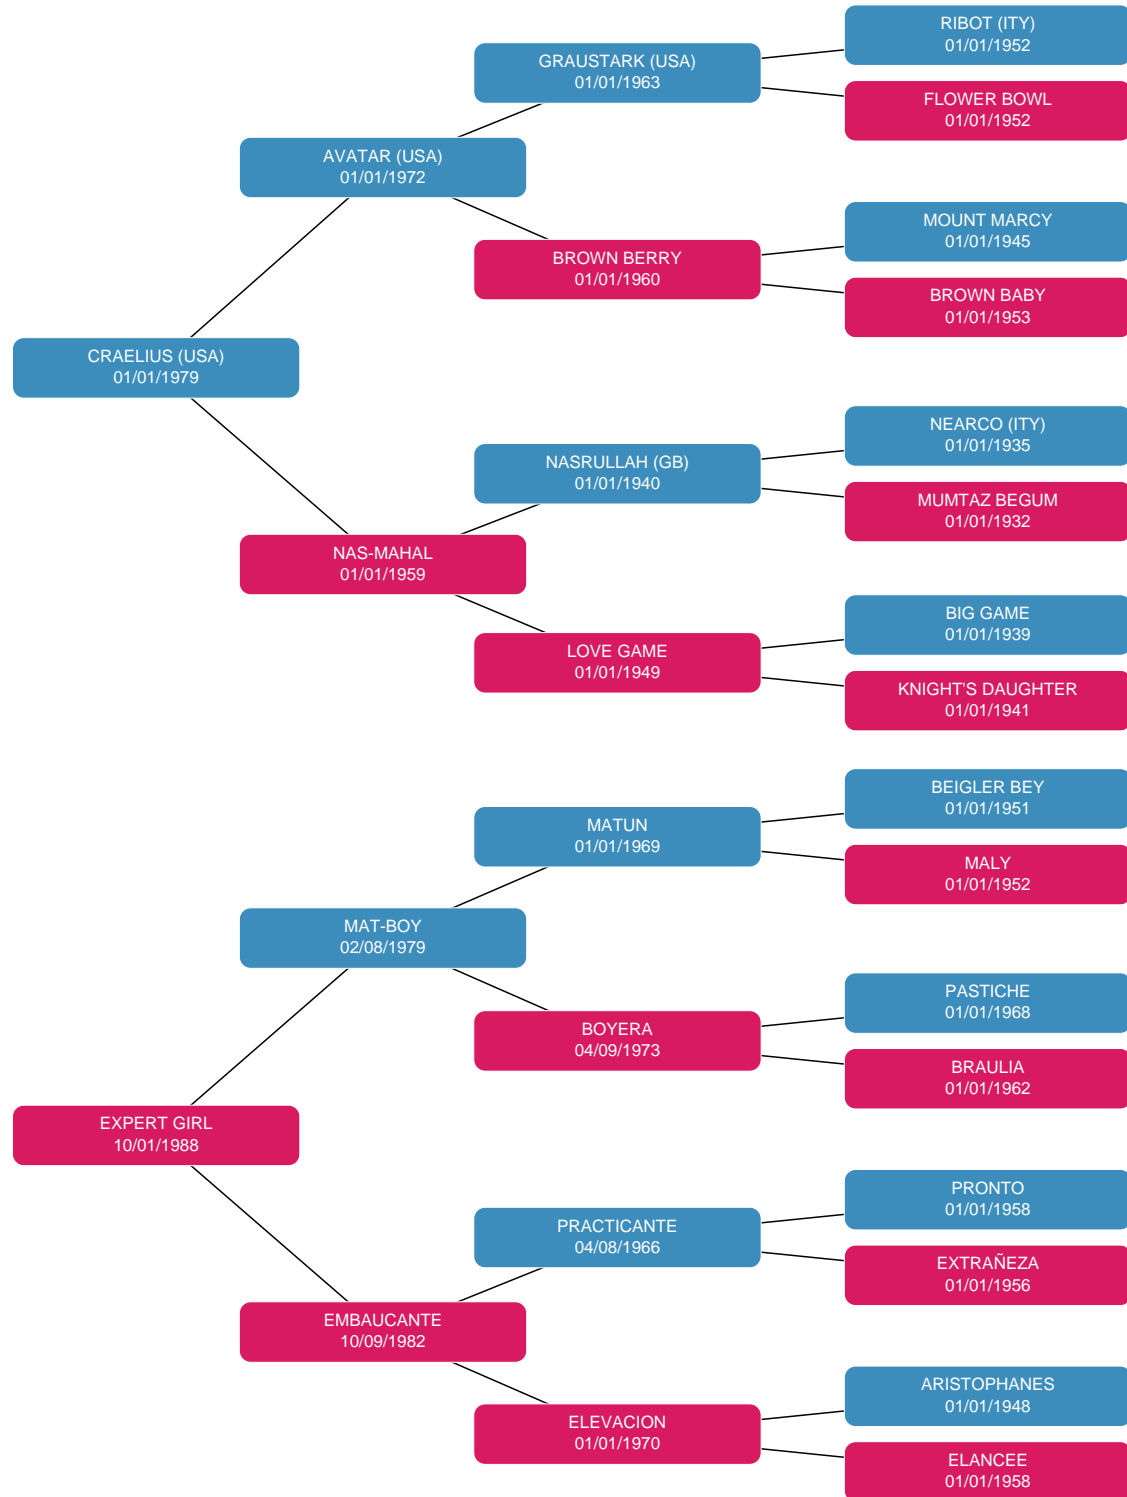 RIBOT (ITY)
01/01/1952
GRAUSTARK (USA)
01/01/1963
FLOWER BOWL
01/01/1952
AVATAR (USA)
01/01/1972
MOUNT MARCY
01/01/1945
BROWN BERRY
01/01/1960
BROWN BABY
01/01/1953
CRAELIUS (USA)
01/01/1979
NEARCO (ITY)
01/01/1935
NASRULLAH (GB)
01/01/1940
MUMTAZ BEGUM
01/01/1932
NAS-MAHAL
01/01/1959
BIG GAME
01/01/1939
LOVE GAME
01/01/1949
KNIGHT'S DAUGHTER
01/01/1941
BEIGLER BEY
01/01/1951
MATUN
01/01/1969
MALY
01/01/1952
MAT-BOY
02/08/1979
PASTICHE
01/01/1968
BOYERA
04/09/1973
BRAULIA
01/01/1962
EXPERT GIRL
10/01/1988
PRONTO
01/01/1958
PRACTICANTE
04/08/1966
EXTRAÑEZA
01/01/1956
EMBAUCANTE
10/09/1982
ARISTOPHANES
01/01/1948
ELEVACION
01/01/1970
ELANCEE
01/01/1958